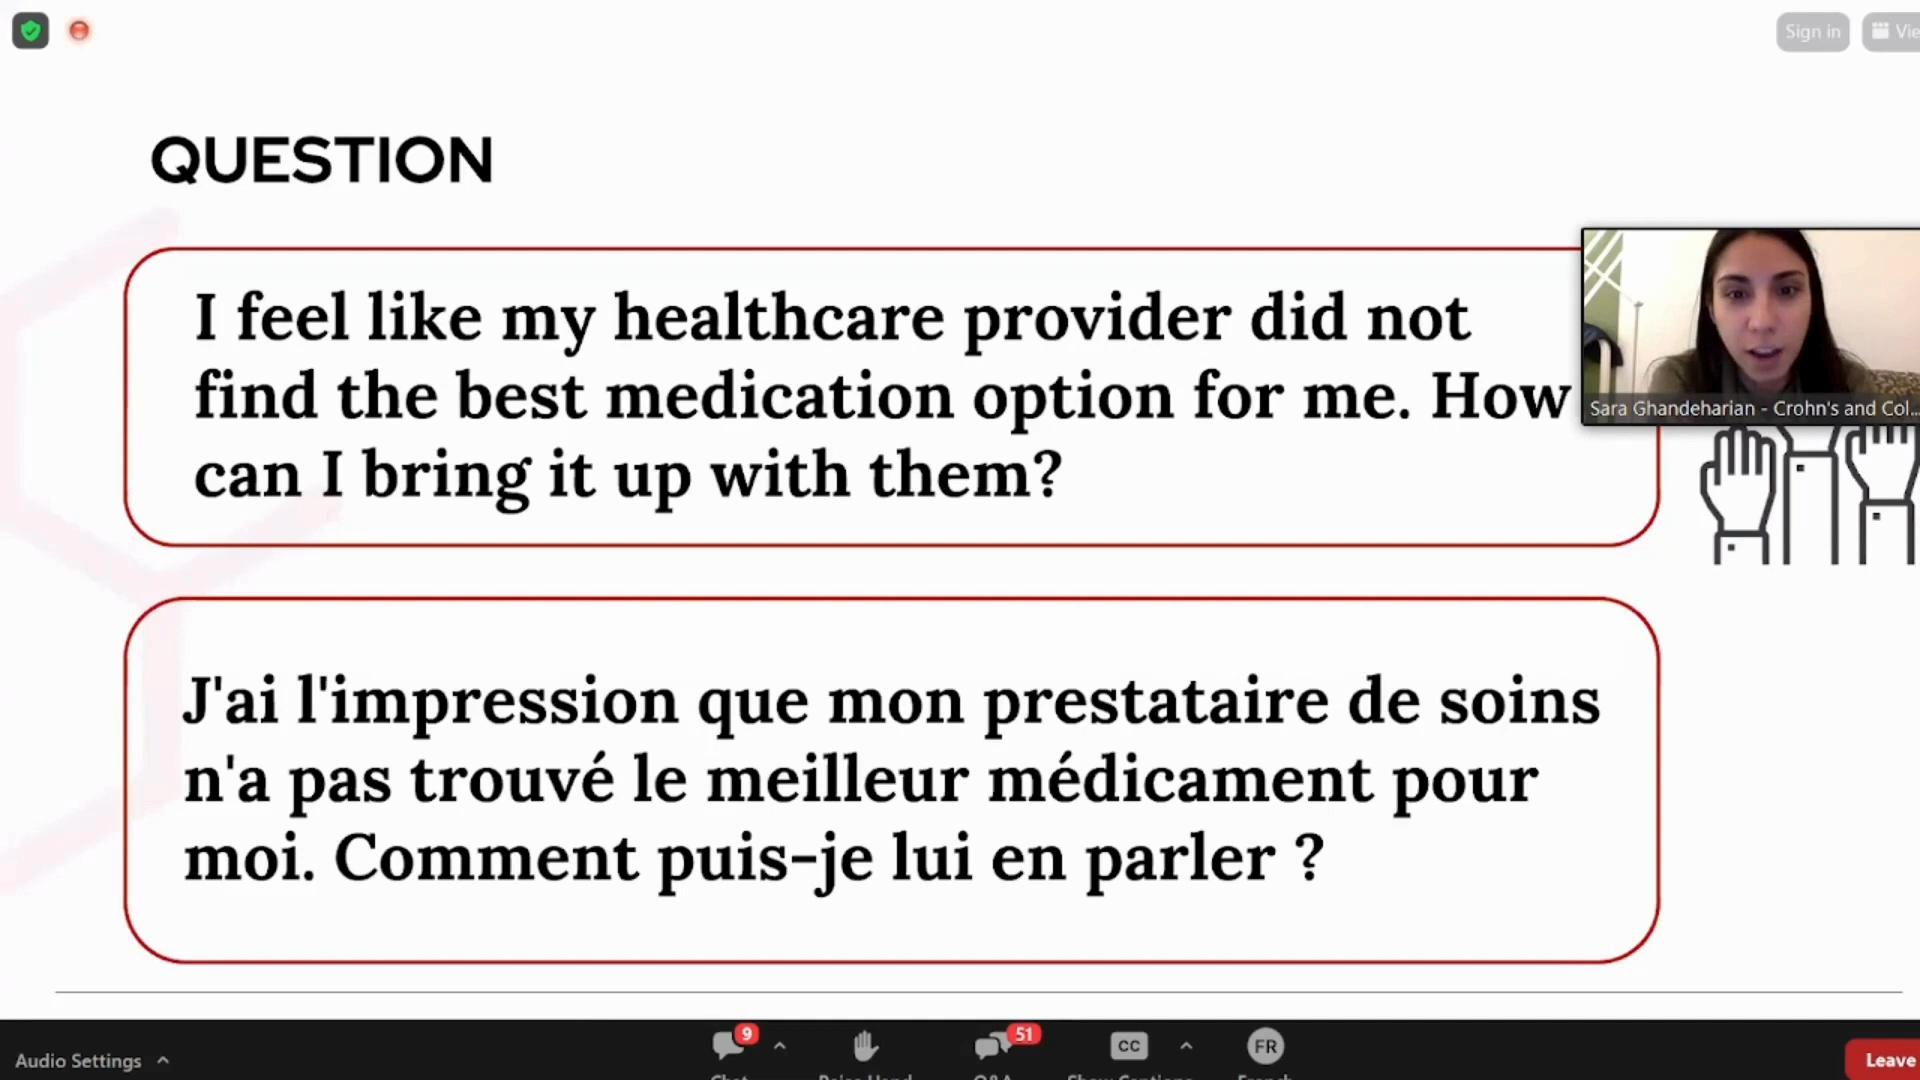 Sign in
QUESTION
I feel like my healthcare provider did not
find the best medication option for me. How
can I bring it up with them?
Sara Ghandeharian - Crohn's and Col...
J'ai l'impression que mon prestataire de soins
n'a pas trouvé le meilleur médicament pour
moi. Comment puis-je lui en parler ?
Audio Settings
9
51
CC
FR
Leave